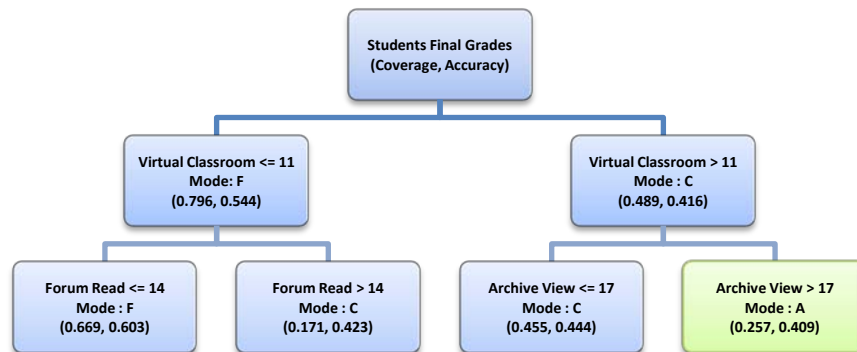 Students Final Grades
(Coverage, Accuracy)
Virtual Classroom <= 11
Mode: F
(0.796, 0.544)
Virtual Classroom > 11
Mode : C
(0.489, 0.416)
Forum Read <= 14
Mode : F
(0.669, 0.603)
Forum Read > 14
Mode : C
(0.171, 0.423)
Archive View <= 17
Mode : C
(0.455, 0.444)
Archive View > 17
Mode : A
(0.257, 0.409)